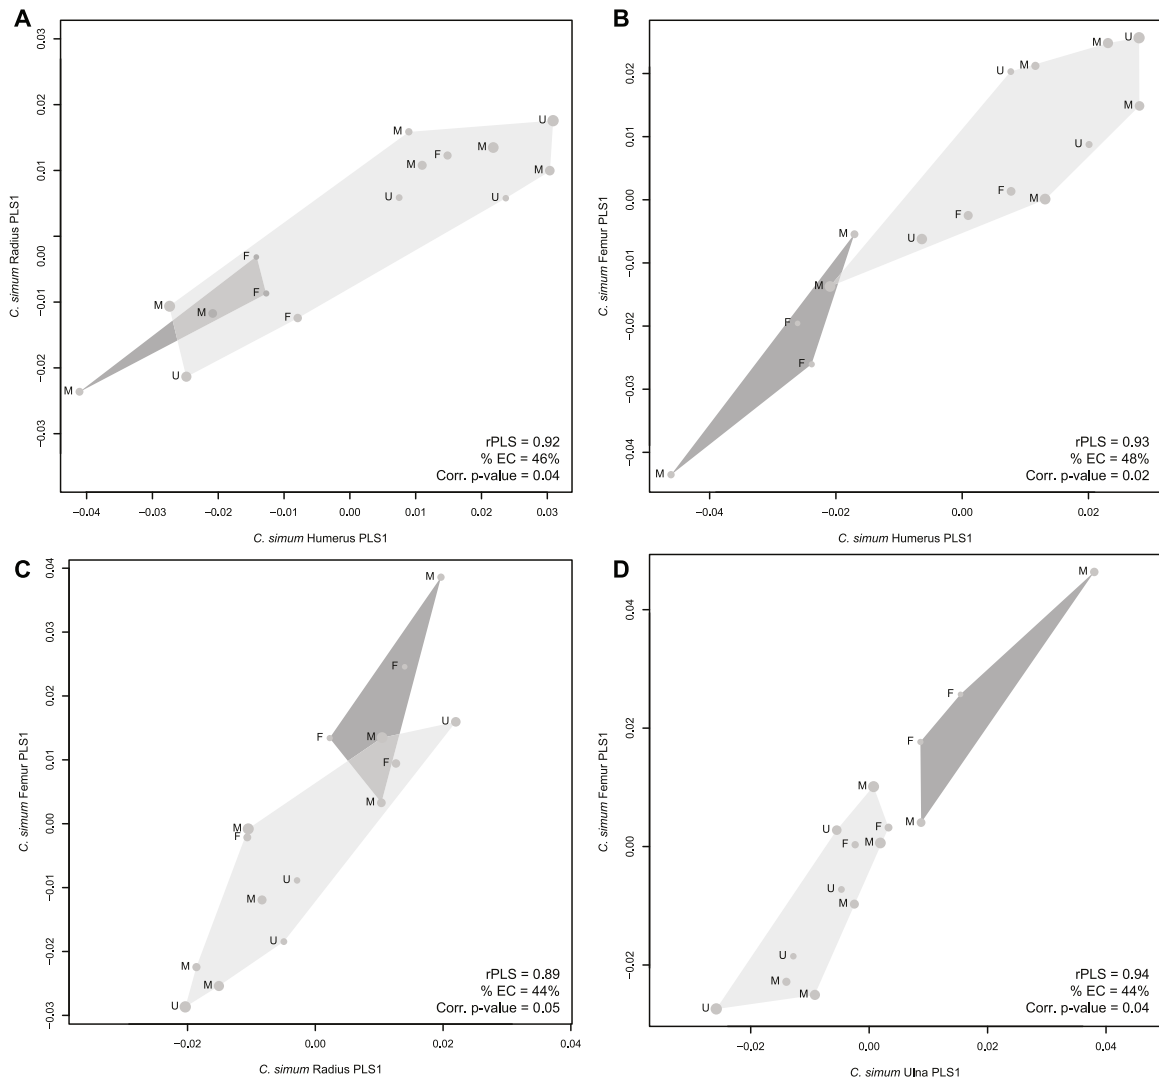 A
C. simum Radius PLS1
0.03
0.02
0.01
0.00
−0.01
−0.02
−0.03
M
U
M
F
M
M
U
U
F
F
M
M
F
U
M
rPLS = 0.92
% EC = 46%
Corr. p-value = 0.04
−0.04
−0.03
−0.02
−0.01
0.00
0.01
0.02
0.03
C. simum Humerus PLS1
B
C. simum Femur PLS1
0.02
0.01
0.00
−0.01
−0.02
−0.03
−0.04
U
M
M
U
M
U
F
M
F
M
U
M
F
F
M
rPLS = 0.93
% EC = 48%
Corr. p-value = 0.02
−0.04
−0.02
0.00
0.02
C. simum Humerus PLS1
C
C. simum Femur PLS1
0.04
0.03
0.02
0.01
0.00
−0.01
−0.02
−0.03
M
F
U
F
M
F
M
M
F
U
M
U
M
M
U
rPLS = 0.89
% EC = 44%
Corr. p-value = 0.05
−0.02
0.00
0.02
0.04
C. simum Radius PLS1
D
C. simum Femur PLS1
0.04
0.02
0.00
−0.02
M
F
F
M
M
U
F
F
M
U
M
U
M
M
U
rPLS = 0.94
% EC = 44%
Corr. p-value = 0.04
−0.02
0.00
0.02
0.04
C. simum Ulna PLS1